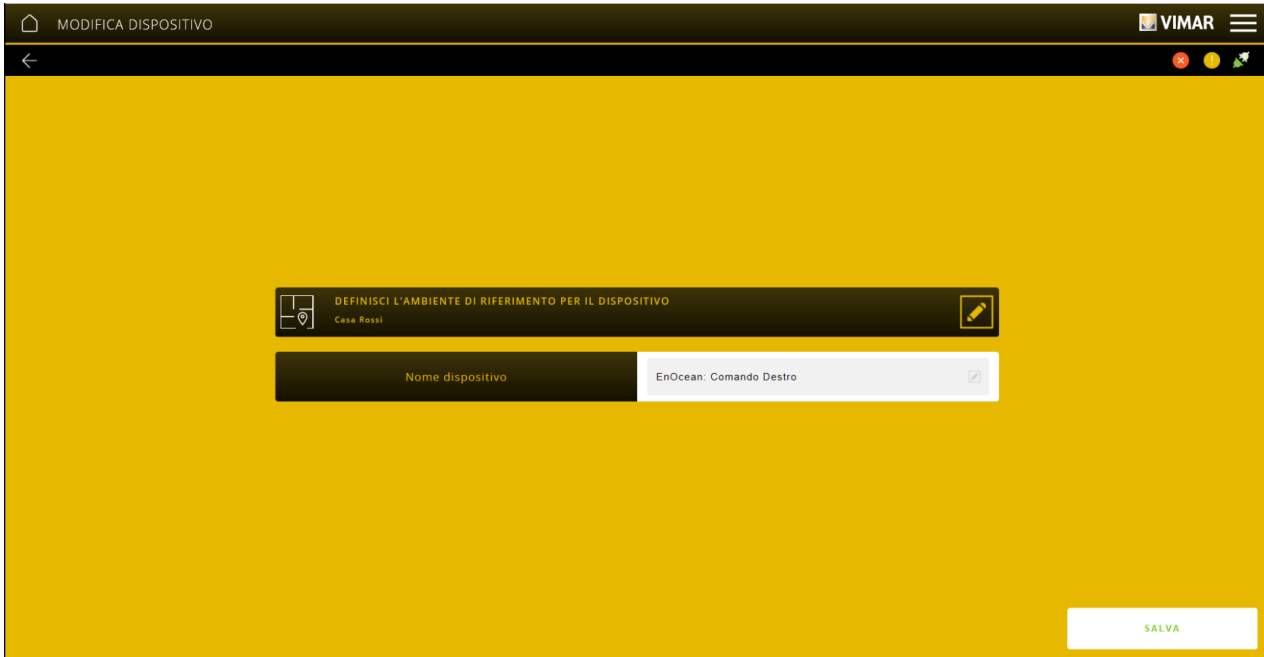 MODIFICA DISPOSITIVO
VIMAR
DEFINISCI L'AMBIENTE DI RIFERIMENTO PER IL DISPOSITIVO
Casa Rossi
Nome dispositivo
EnOcean: Comando Destro
SALVA